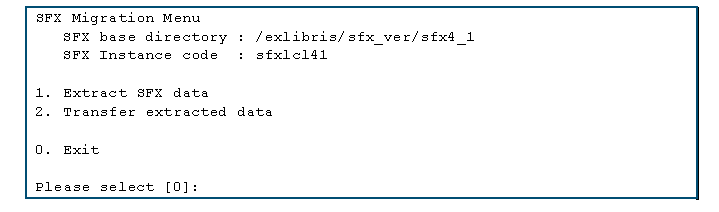 SFX Migration Menu
SFX base directory : /exlibris/sfx_ver/sfx4_1
SFX Instance code  : sfxlcl41
1. Extract SFX data
2. Transfer extracted data
0. Exit
Please select [0]: